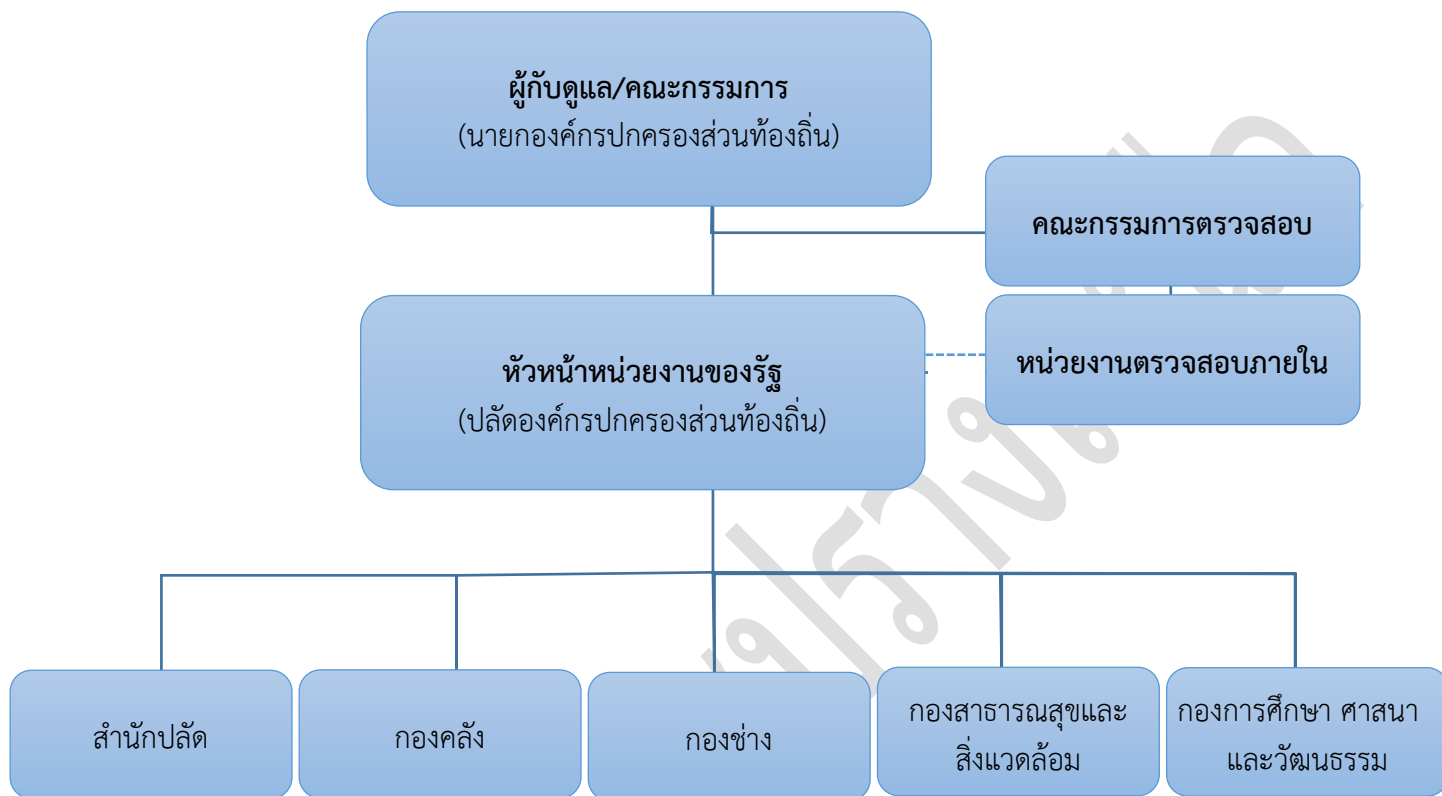 ผู้กับดูแล/คณะกรรมการ
(นายกองค์กรปกครองส่วนท้องถิ่น)
คณะกรรมการตรวจสอบ
หัวหน้าหน่วยงานของรัฐ
(ปลัดองค์กรปกครองส่วนท้องถิ่น)
หน่วยงานตรวจสอบภายใน
สำนักปลัด
กองคลัง
กองช่าง
กองสาธารณสุขและ
สิ่งแวดล้อม
กองการศึกษา ศาสนา
และวัฒนธรรม